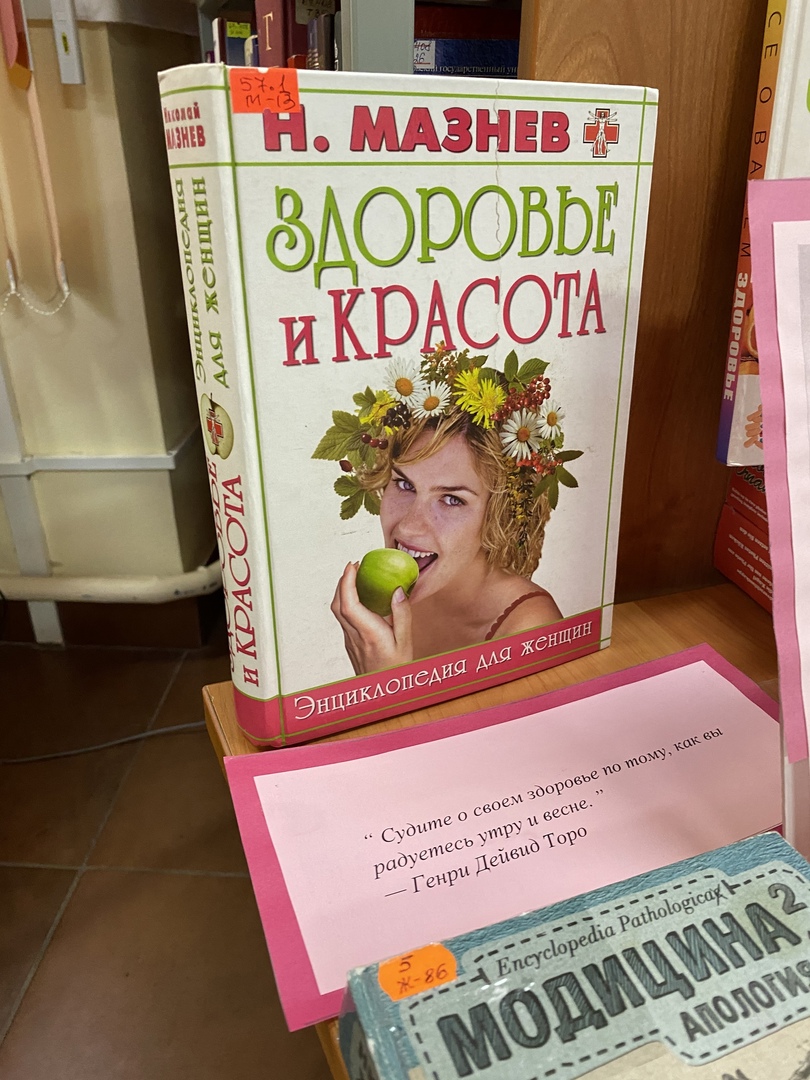 57.1
М-13
Н. МАЗНЕВ
ЗДОРОВЬЕ
И КРАСОТА
Энциклопедия для женщин
Николай
МАЗНЕВ
Энциклопедия
для женщин
и КРАСОТА
Т
ЗДОРОВЬЕ
“ Судите о своем здоровье по тому, как вы
радуетесь утру и весне. ”
— Генри Дейвид Торо
5
Ж-86
Encyclopedia Pathologica
МОДИЦИНА²
АПОЛОГИЯ